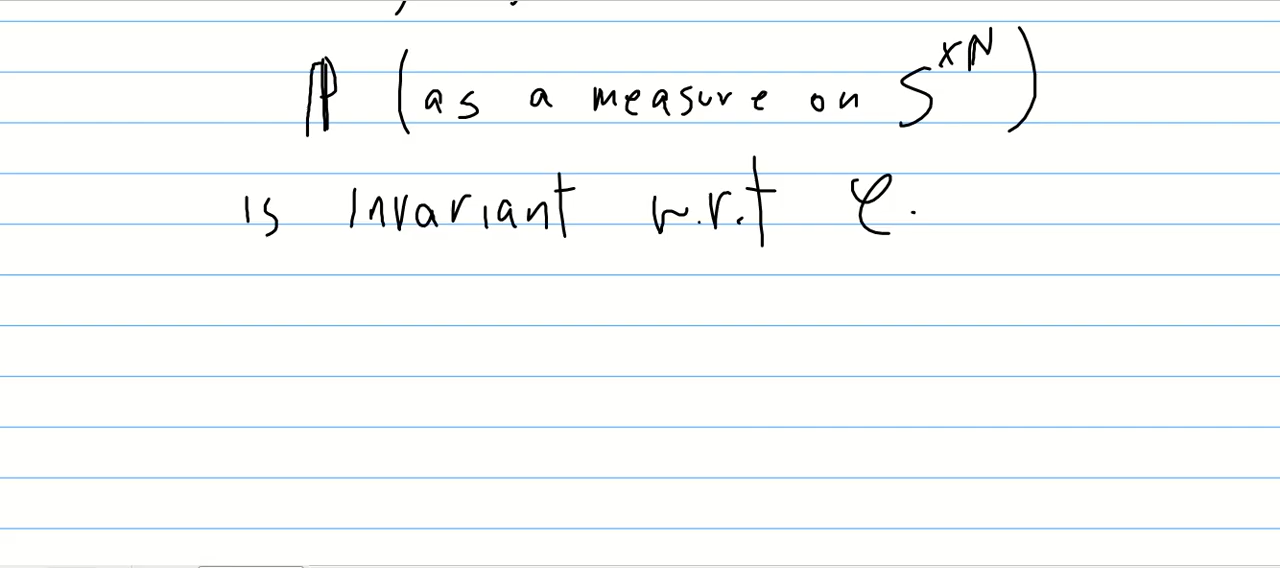 ℙ (as a measure on S^{×ℕ})
is invariant w.r.t φ.